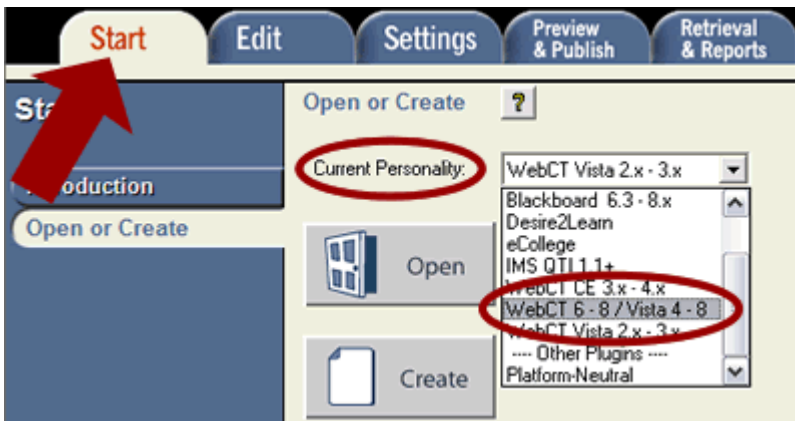 Start
Edit
Settings
Preview
& Publish
Retrieval
& Reports
Open or Create
?
Current Personality:
WebCT Vista 2.x - 3.x
Open or Create
Blackboard 6.3 - 8.x
Desire2Learn
eCollege
IMS QTI 1.1+
WebCT CE 3.x - 4.x
WebCT 6 - 8 / Vista 4 - 8
WebCT Vista 2.x - 3.x
---- Other Plugins ----
Platform-Neutral
Open
Create